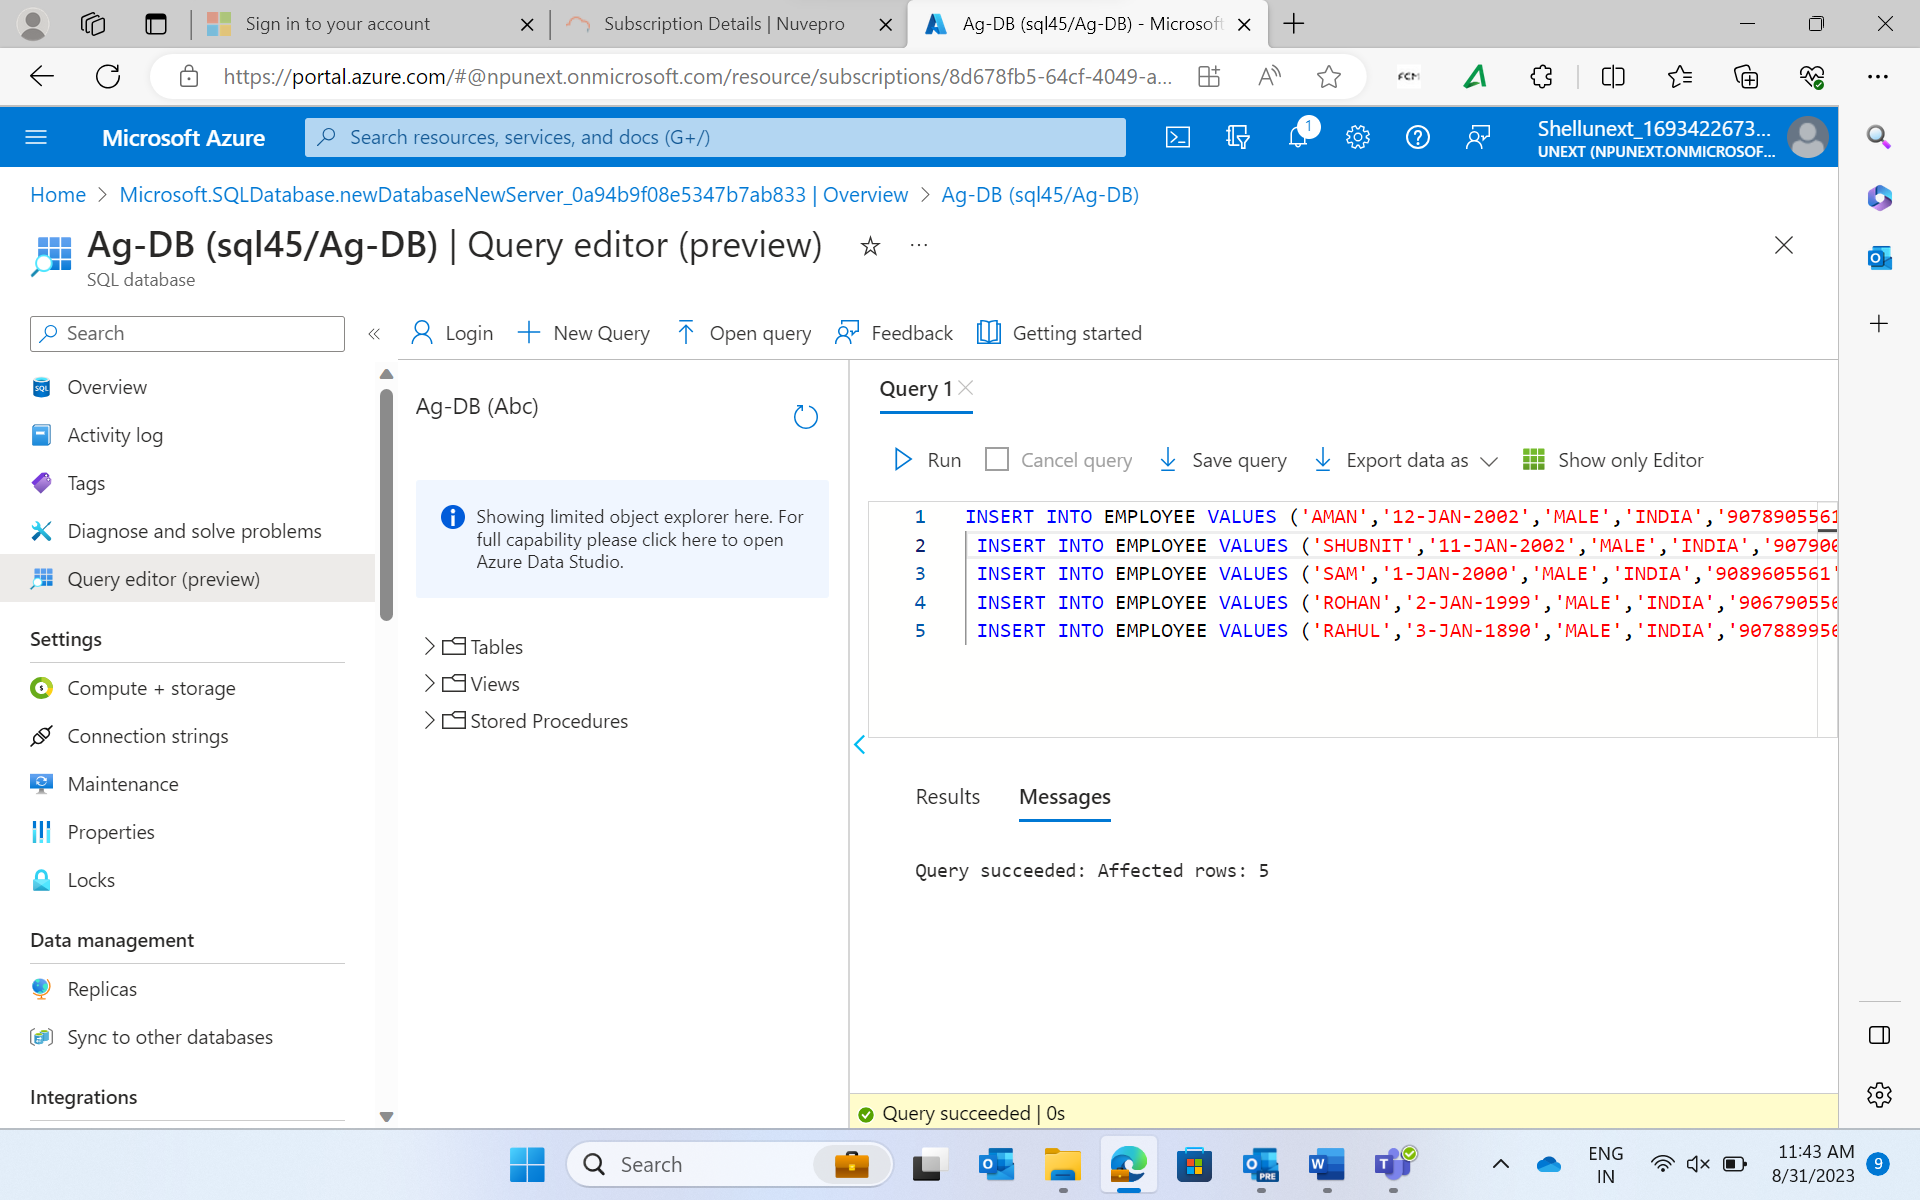 Sign in to your account
Subscription Details | Nuvepro
Ag-DB (sql45/Ag-DB) - Microsoft
https://portal.azure.com/#@npunext.onmicrosoft.com/resource/subscriptions/8d678fb5-64cf-4049-a...
FCM
Microsoft Azure
Search resources, services, and docs (G+/)
1
Shellunext_1693422673...
UNEXT (NPUNEXT.ONMICROSOF...
Home > Microsoft.SQLDatabase.newDatabaseNewServer_0a94b9f08e5347b7ab833 | Overview > Ag-DB (sql45/Ag-DB)
Ag-DB (sql45/Ag-DB) | Query editor (preview)
SQL database
Search
Login
New Query
Open query
Feedback
Getting started
Overview
Activity log
Tags
Diagnose and solve problems
Query editor (preview)
Settings
Compute + storage
Connection strings
Maintenance
Properties
Locks
Data management
Replicas
Sync to other databases
Integrations
Ag-DB (Abc)
Showing limited object explorer here. For
full capability please click here to open
Azure Data Studio.
Tables
Views
Stored Procedures
Query 1
Run
Cancel query
Save query
Export data as
Show only Editor
1 INSERT INTO EMPLOYEE VALUES ('AMAN','12-JAN-2002','MALE','INDIA','9078905561
2 INSERT INTO EMPLOYEE VALUES ('SHUBNIT','11-JAN-2002','MALE','INDIA','90790
3 INSERT INTO EMPLOYEE VALUES ('SAM','1-JAN-2000','MALE','INDIA','9089605561'
4 INSERT INTO EMPLOYEE VALUES ('ROHAN','2-JAN-1999','MALE','INDIA','906790556
5 INSERT INTO EMPLOYEE VALUES ('RAHUL','3-JAN-1890','MALE','INDIA','907889956
Results
Messages
Query succeeded: Affected rows: 5
Query succeeded | 0s
Search
ENG
IN
11:43 AM
8/31/2023
9